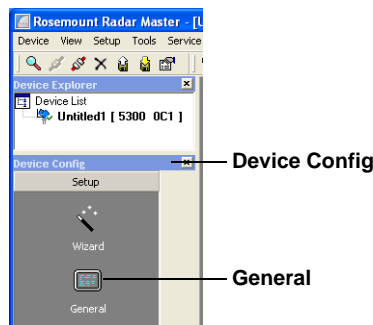 Rosemount Radar Master - [U
Device View Setup Tools Service
Device Explorer
Device List
Untitled1 [ 5300 0C1 ]
Device Config
Device Config
Setup
Wizard
General
General